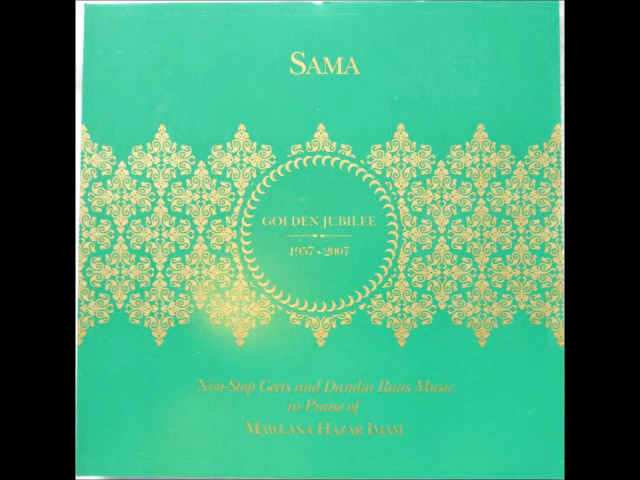 SAMA
GOLDEN JUBILEE
1957 • 2007
Non-Stop Geets and Dandia Raas Music
in Praise of
MAWLANA HAZAR IMAM